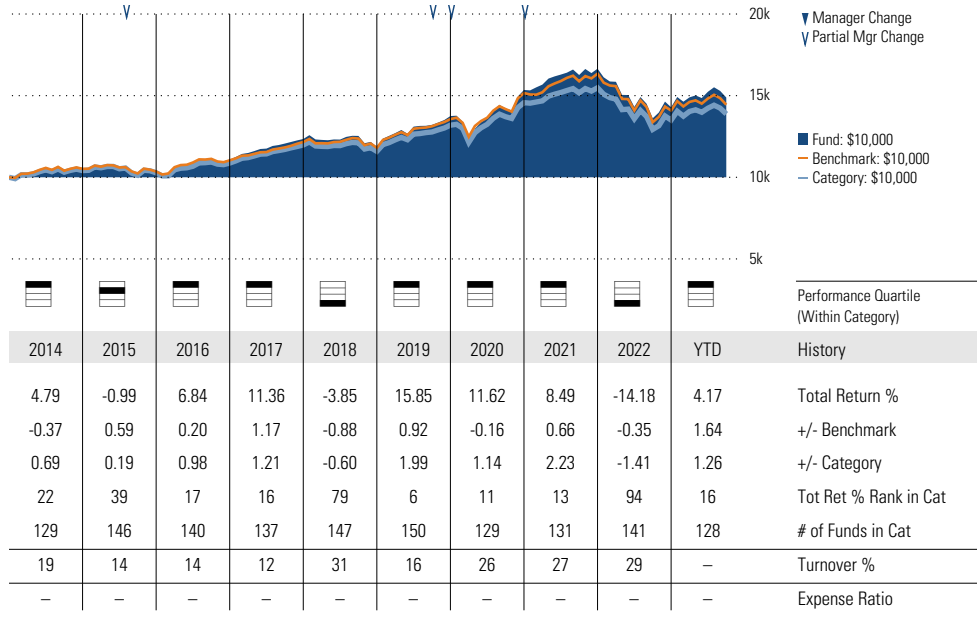 20k
15k
10k
5k
▼ Manager Change
V Partial Mgr Change
Fund: $10,000
Benchmark: $10,000
Category: $10,000
Performance Quartile
(Within Category)
2014 2015 2016 2017 2018 2019 2020 2021 2022 YTD History
4.79 -0.99 6.84 11.36 -3.85 15.85 11.62 8.49 -14.18 4.17 Total Return %
-0.37 0.59 0.20 1.17 -0.88 0.92 -0.16 0.66 -0.35 1.64 +/- Benchmark
0.69 0.19 0.98 1.21 -0.60 1.99 1.14 2.23 -1.41 1.26 +/- Category
22 39 17 16 79 6 11 13 94 16 Tot Ret % Rank in Cat
129 146 140 137 147 150 129 131 141 128 # of Funds in Cat
19 14 14 12 31 16 26 27 29 – Turnover %
– – – – – – – – – – Expense Ratio